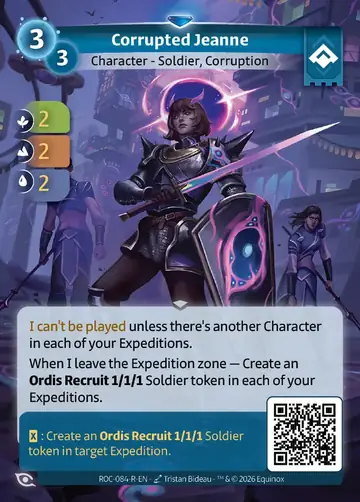 3
3
Corrupted Jeanne
Character - Soldier, Corruption
2
2
2
I can't be played unless there's another Character
in each of your Expeditions.
When I leave the Expedition zone — Create an
Ordis Recruit 1/1/1 Soldier token in each of your
Expeditions.
X : Create an Ordis Recruit 1/1/1 Soldier
token in target Expedition.
ROC-084-R-EN - Tristan Bideau - ™ & © 2026 Equinox